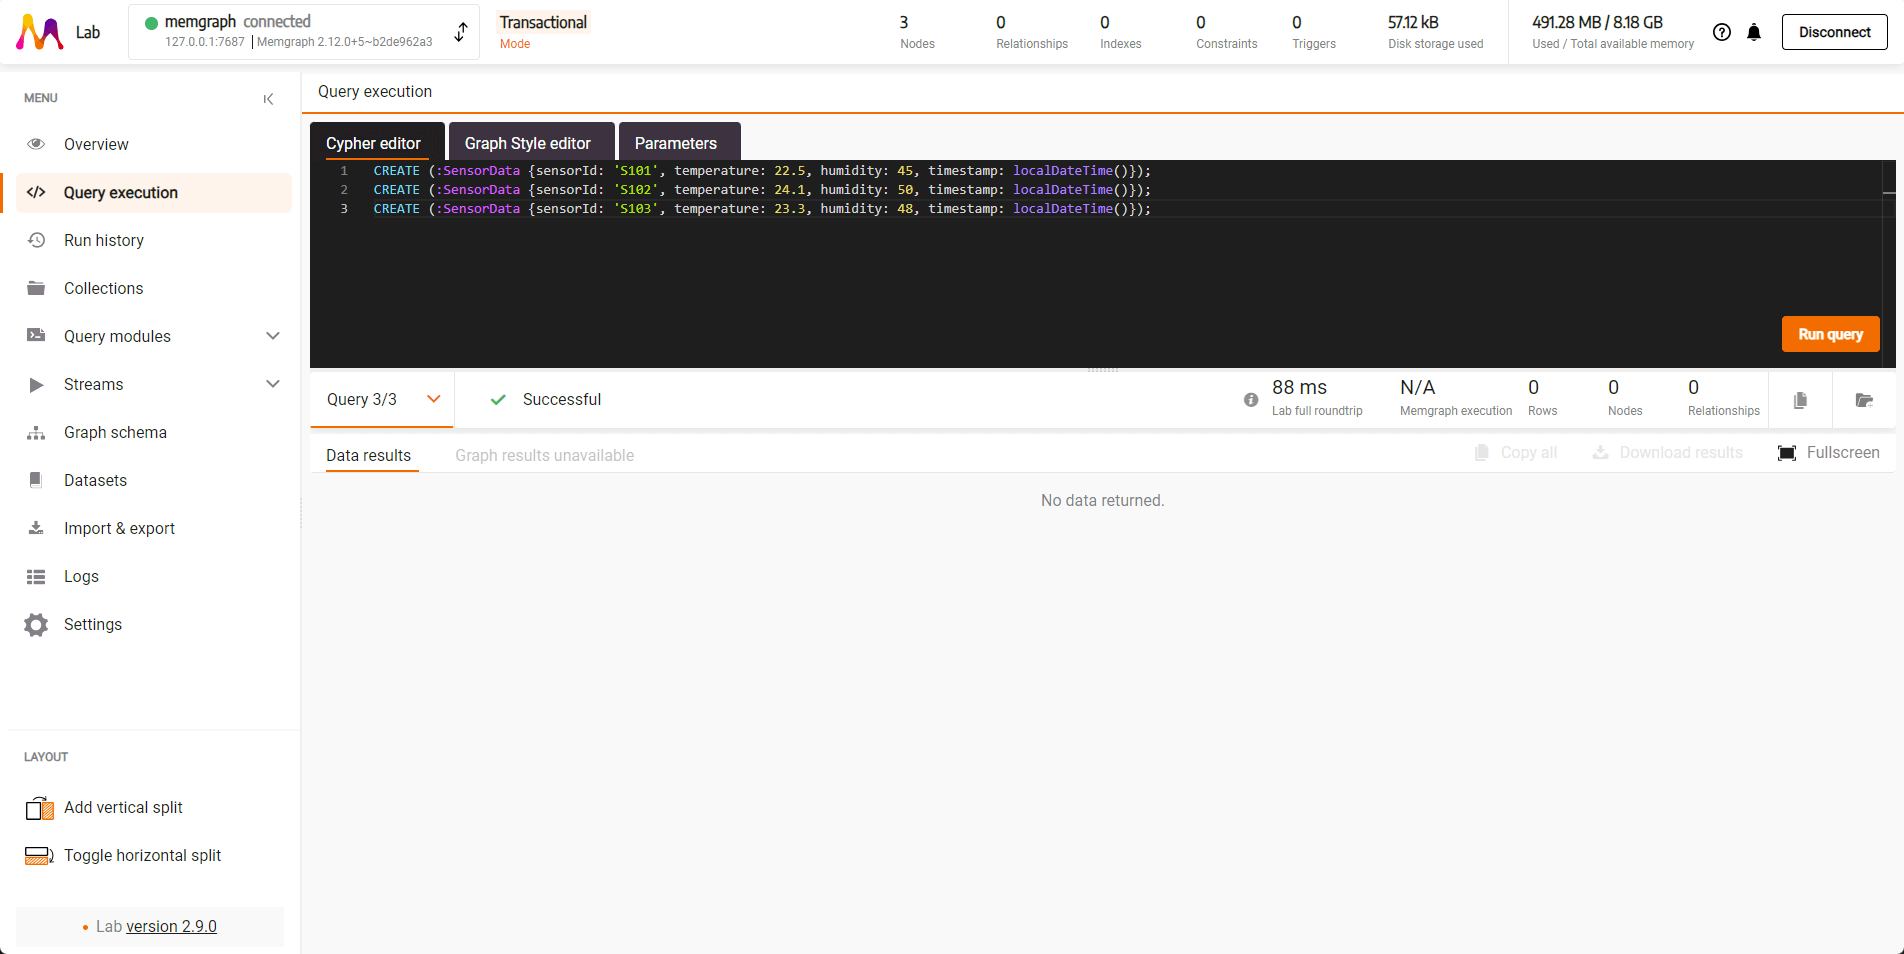 Lab
memgraph connected
127.0.0.1:7687 | Memgraph 2.12.0+5~b2de962a3
Transactional
Mode
3
Nodes
0
Relationships
0
Indexes
0
Constraints
0
Triggers
57.12 kB
Disk storage used
491.28 MB / 8.18 GB
Used / Total available memory
Disconnect
MENU
Overview
Query execution
Run history
Collections
Query modules
Streams
Graph schema
Datasets
Import & export
Logs
Settings
LAYOUT
Add vertical split
Toggle horizontal split
• Lab version 2.9.0
Query execution
Cypher editor
Graph Style editor
Parameters
1 CREATE (:SensorData {sensorId: 'S101', temperature: 22.5, humidity: 45, timestamp: localDateTime()});
2 CREATE (:SensorData {sensorId: 'S102', temperature: 24.1, humidity: 50, timestamp: localDateTime()});
3 CREATE (:SensorData {sensorId: 'S103', temperature: 23.3, humidity: 48, timestamp: localDateTime()});
Run query
Query 3/3
Successful
88 ms
Lab full roundtrip
N/A
Memgraph execution
0
Rows
0
Nodes
0
Relationships
Data results
Graph results unavailable
Copy all
Download results
Fullscreen
No data returned.